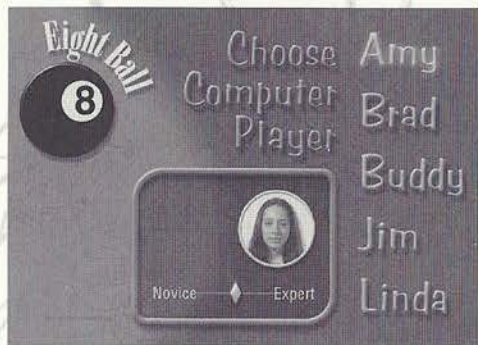 Eight Ball
8
Choose
Computer
Player
Amy
Brad
Buddy
Jim
Linda
Novice
Expert